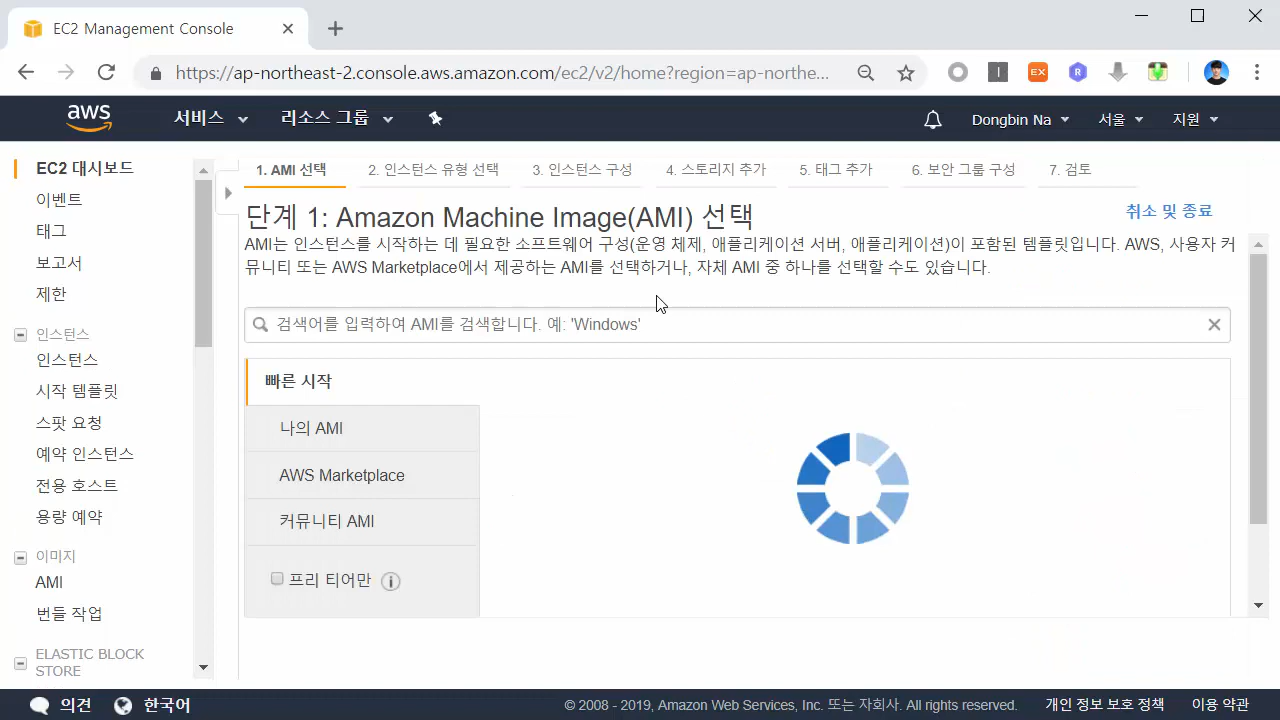 EC2 Management Console
https://ap-northeast-2.console.aws.amazon.com/ec2/v2/home?region=ap-northe...
aws 서비스 리소스 그룹 Dongbin Na 서울 지원
EC2 대시보드
이벤트
태그
보고서
제한
인스턴스
인스턴스
시작 템플릿
스팟 요청
예약 인스턴스
전용 호스트
용량 예약
이미지
AMI
번들 작업
ELASTIC BLOCK
STORE
1. AMI 선택 2. 인스턴스 유형 선택 3. 인스턴스 구성 4. 스토리지 추가 5. 태그 추가 6. 보안 그룹 구성 7. 검토
단계 1: Amazon Machine Image(AMI) 선택 취소 및 종료
AMI는 인스턴스를 시작하는 데 필요한 소프트웨어 구성(운영 체제, 애플리케이션 서버, 애플리케이션)이 포함된 템플릿입니다. AWS, 사용자 커
뮤니티 또는 AWS Marketplace에서 제공하는 AMI를 선택하거나, 자체 AMI 중 하나를 선택할 수도 있습니다.
검색어를 입력하여 AMI를 검색합니다. 예: 'Windows'
빠른 시작
나의 AMI
AWS Marketplace
커뮤니티 AMI
프리 티어만
의견 한국어 © 2008 - 2019, Amazon Web Services, Inc. 또는 자회사. All rights reserved. 개인 정보 보호 정책 이용 약관